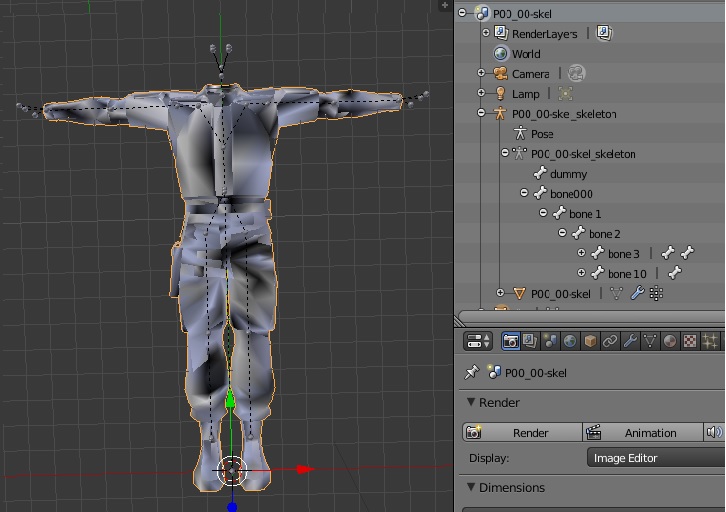 P00_00-skel
RenderLayers
World
Camera
Lamp
P00_00-ske_skeleton
Pose
P00_00-skel_skeleton
dummy
bone000
bone 1
bone 2
bone 3
bone 10
P00_00-skel
P00_00-skel
Render
Render Animation
Display: Image Editor
Dimensions